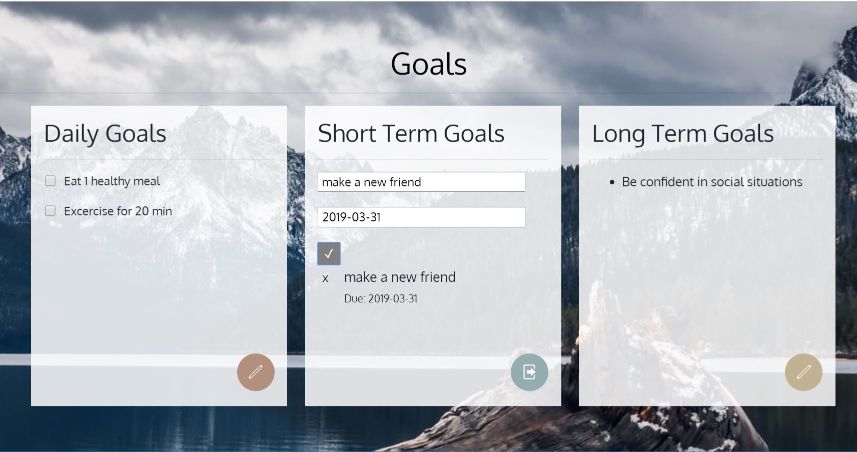 Goals
Daily Goals
Eat 1 healthy meal
Excercise for 20 min
Short Term Goals
make a new friend
2019-03-31
x make a new friend
Due: 2019-03-31
Long Term Goals
• Be confident in social situations